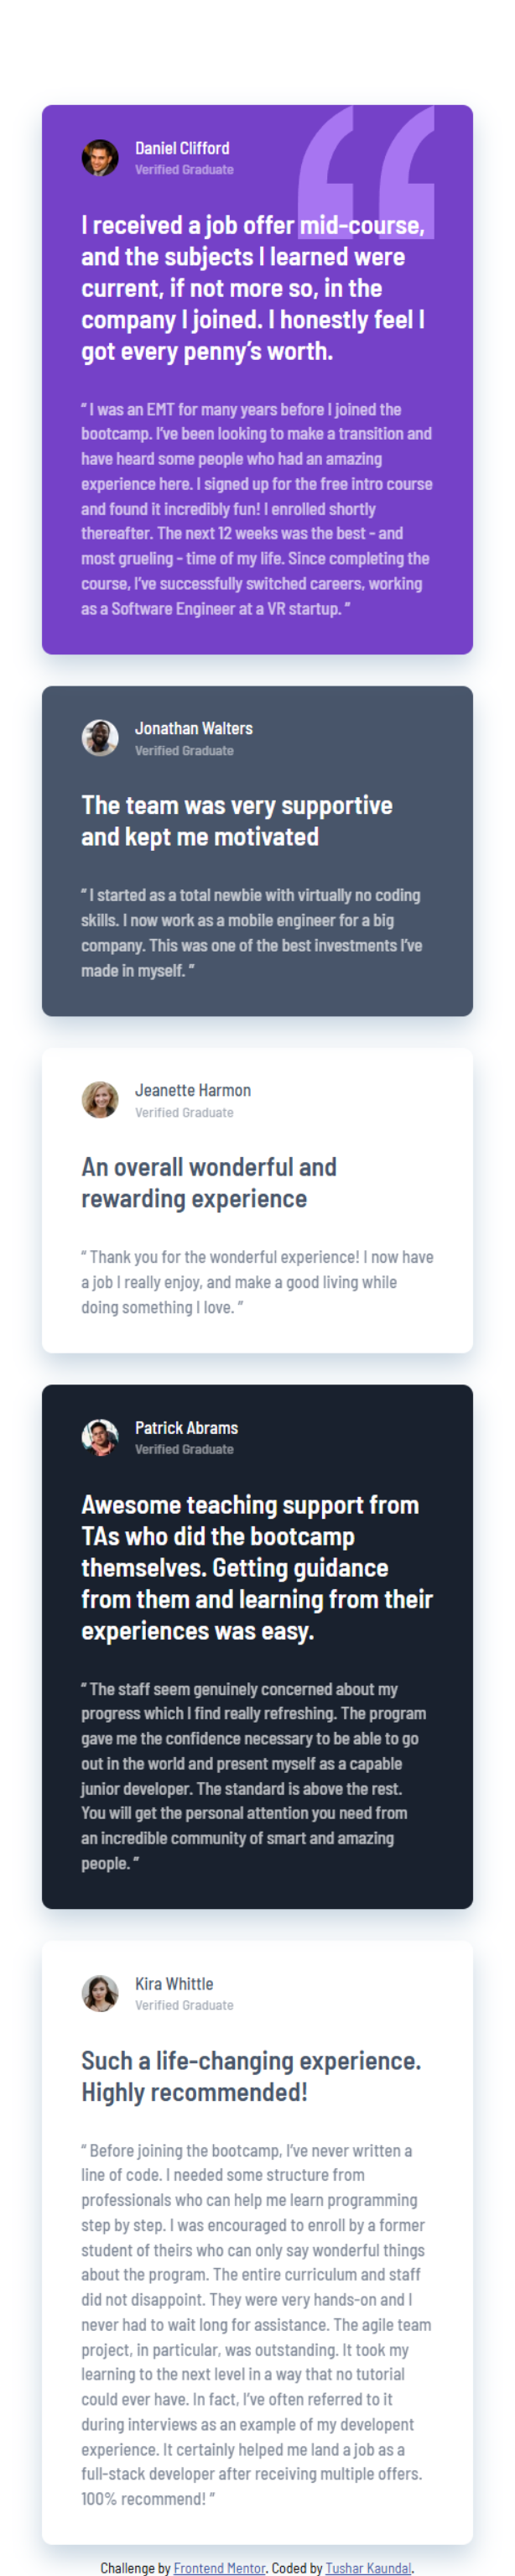 Daniel Clifford
Verified Graduate
I received a job offer mid-course,
and the subjects I learned were
current, if not more so, in the
company I joined. I honestly feel I
got every penny’s worth.
“ I was an EMT for many years before I joined the
bootcamp. I’ve been looking to make a transition and
have heard some people who had an amazing
experience here. I signed up for the free intro course
and found it incredibly fun! I enrolled shortly
thereafter. The next 12 weeks was the best - and
most grueling - time of my life. Since completing the
course, I’ve successfully switched careers, working
as a Software Engineer at a VR startup. ”
Jonathan Walters
Verified Graduate
The team was very supportive
and kept me motivated
“ I started as a total newbie with virtually no coding
skills. I now work as a mobile engineer for a big
company. This was one of the best investments I’ve
made in myself. ”
Jeanette Harmon
Verified Graduate
An overall wonderful and
rewarding experience
“ Thank you for the wonderful experience! I now have
a job I really enjoy, and make a good living while
doing something I love. ”
Patrick Abrams
Verified Graduate
Awesome teaching support from
TAs who did the bootcamp
themselves. Getting guidance
from them and learning from their
experiences was easy.
“ The staff seem genuinely concerned about my
progress which I find really refreshing. The program
gave me the confidence necessary to be able to go
out in the world and present myself as a capable
junior developer. The standard is above the rest.
You will get the personal attention you need from
an incredible community of smart and amazing
people. ”
Kira Whittle
Verified Graduate
Such a life-changing experience.
Highly recommended!
“ Before joining the bootcamp, I’ve never written a
line of code. I needed some structure from
professionals who can help me learn programming
step by step. I was encouraged to enroll by a former
student of theirs who can only say wonderful things
about the program. The entire curriculum and staff
did not disappoint. They were very hands-on and I
never had to wait long for assistance. The agile team
project, in particular, was outstanding. It took my
learning to the next level in a way that no tutorial
could ever have. In fact, I’ve often referred to it
during interviews as an example of my developent
experience. It certainly helped me land a job as a
full-stack developer after receiving multiple offers.
100% recommend! ”
Challenge by Frontend Mentor. Coded by Tushar Kaundal.